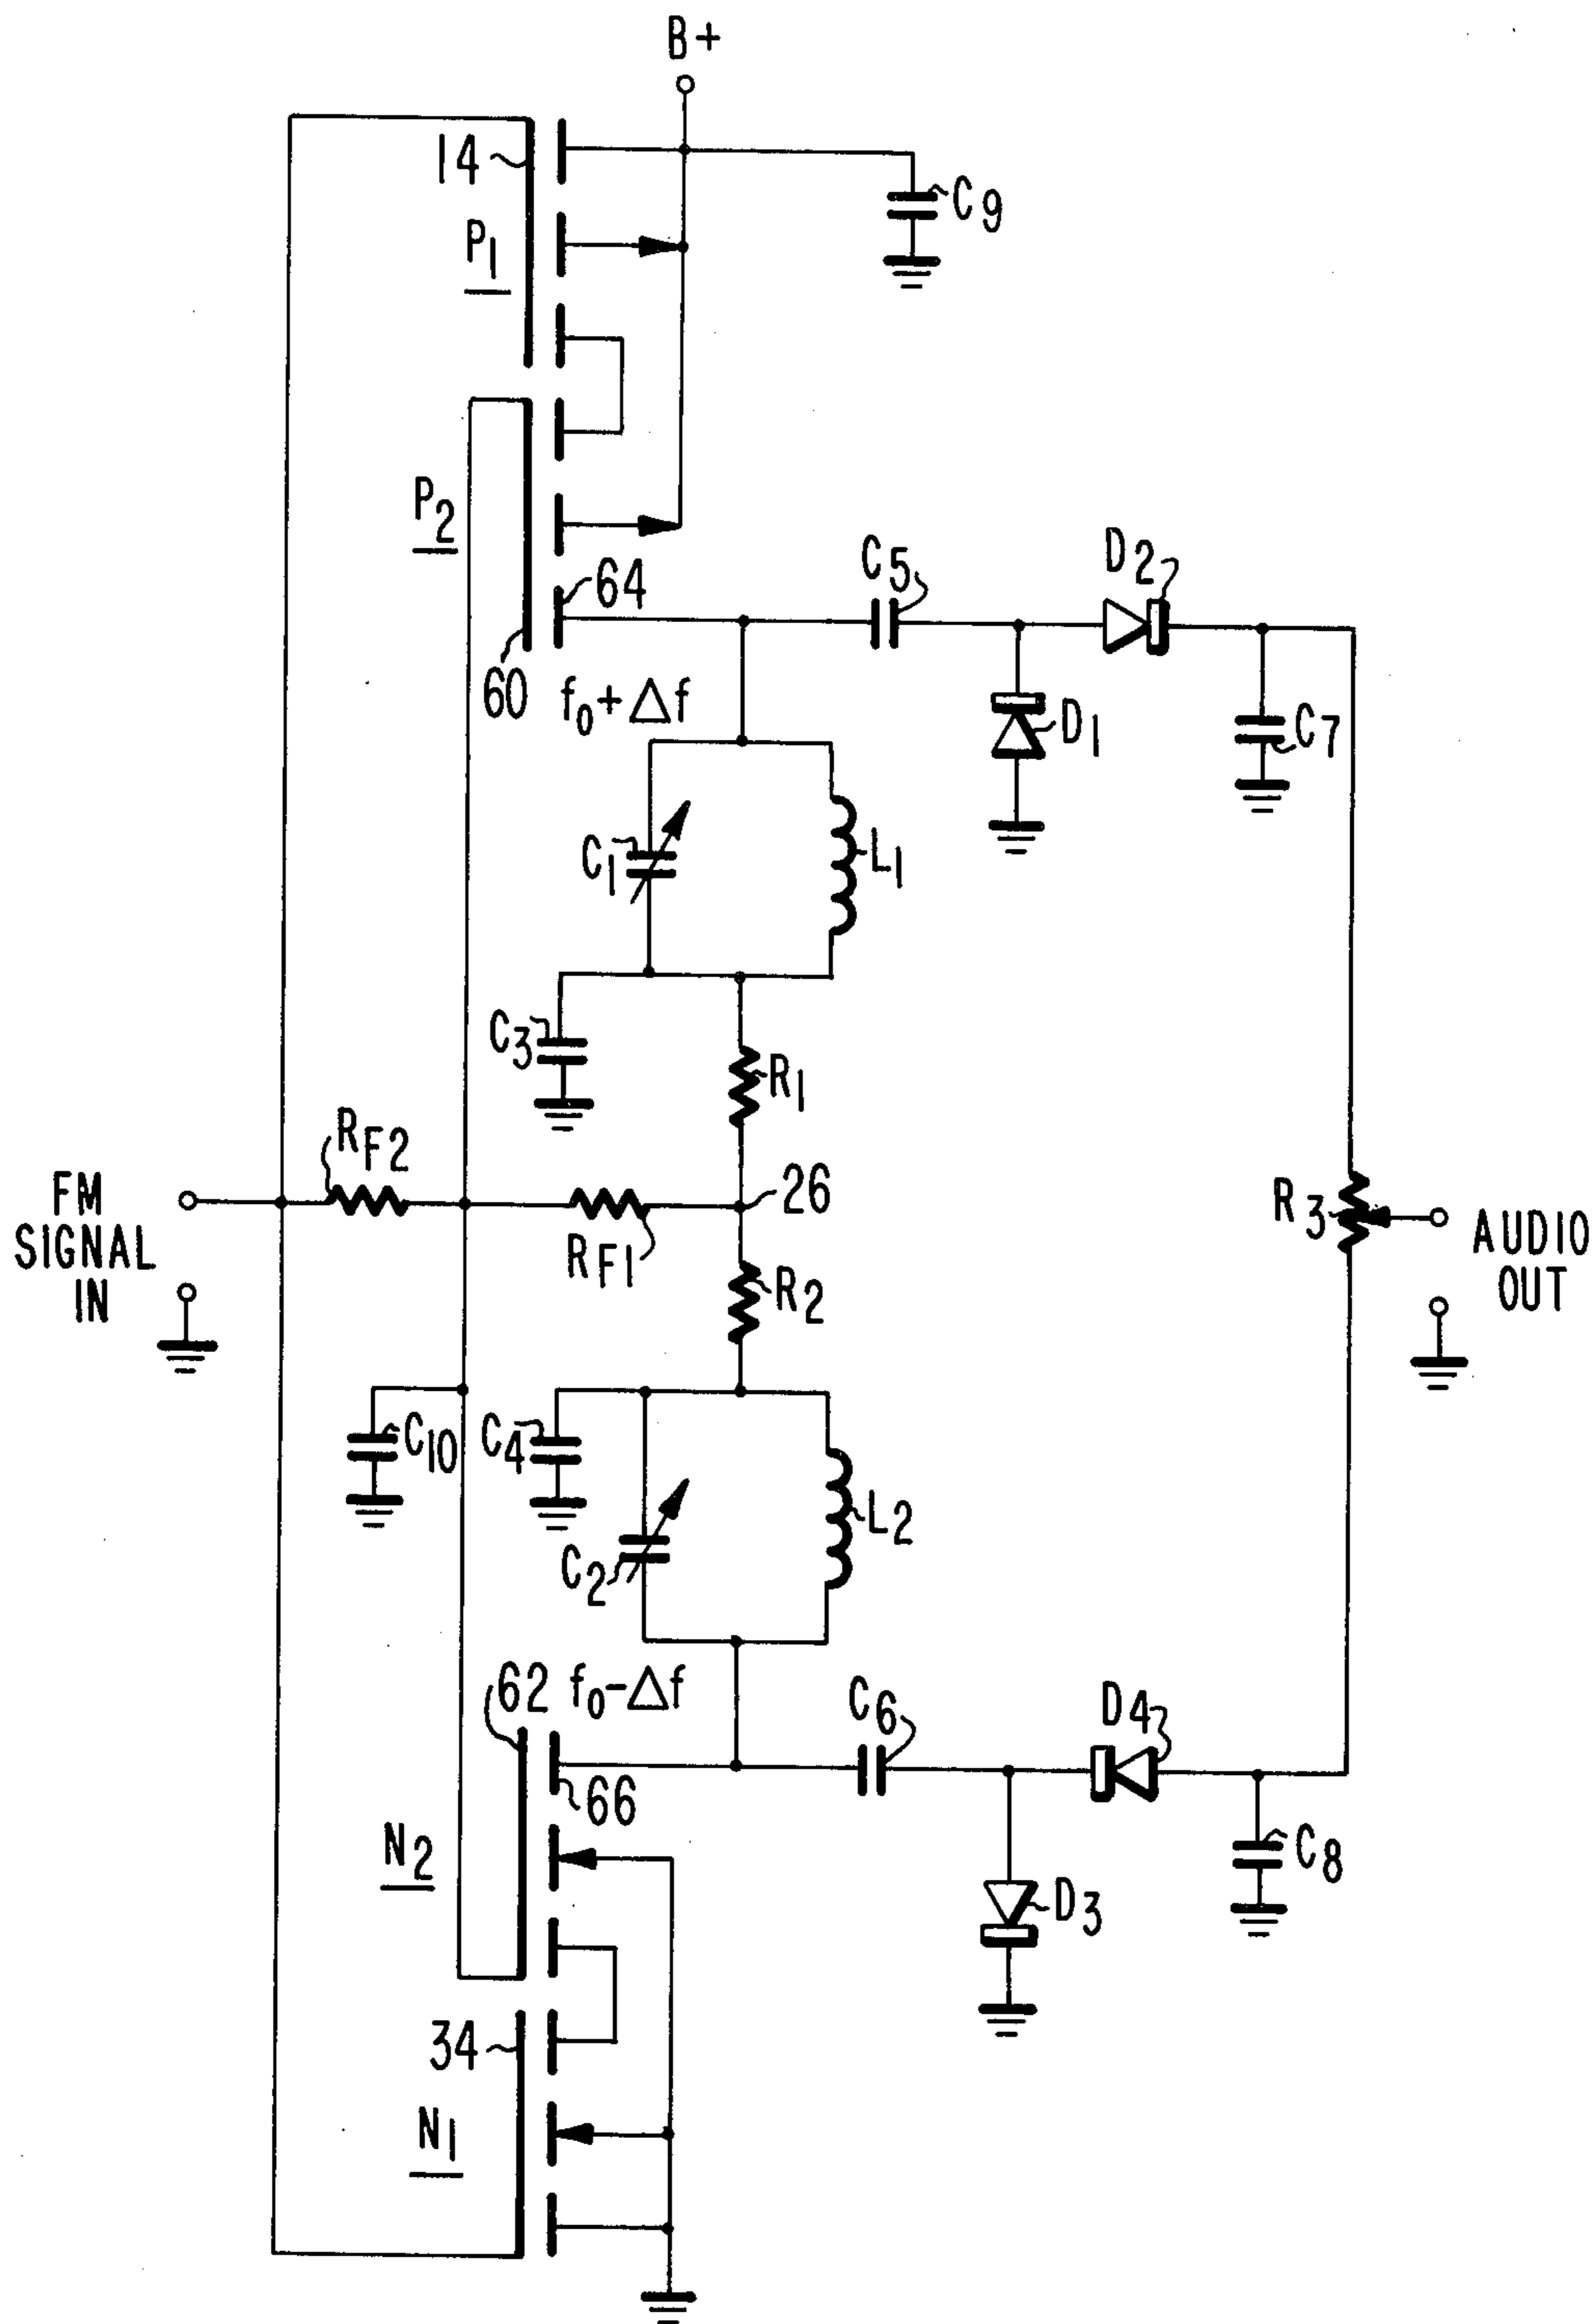 B+
14
C9
P1
P2
64
C5
D2
60
f0+△f
D1
C7
C1
L1
C3
R1
RF2
26
FM
SIGNAL
IN
RF1
R3
AUDIO
OUT
R2
C10
C4
L2
C2
62
f0-△f
C6
D4
66
N2
C8
D3
34
N1